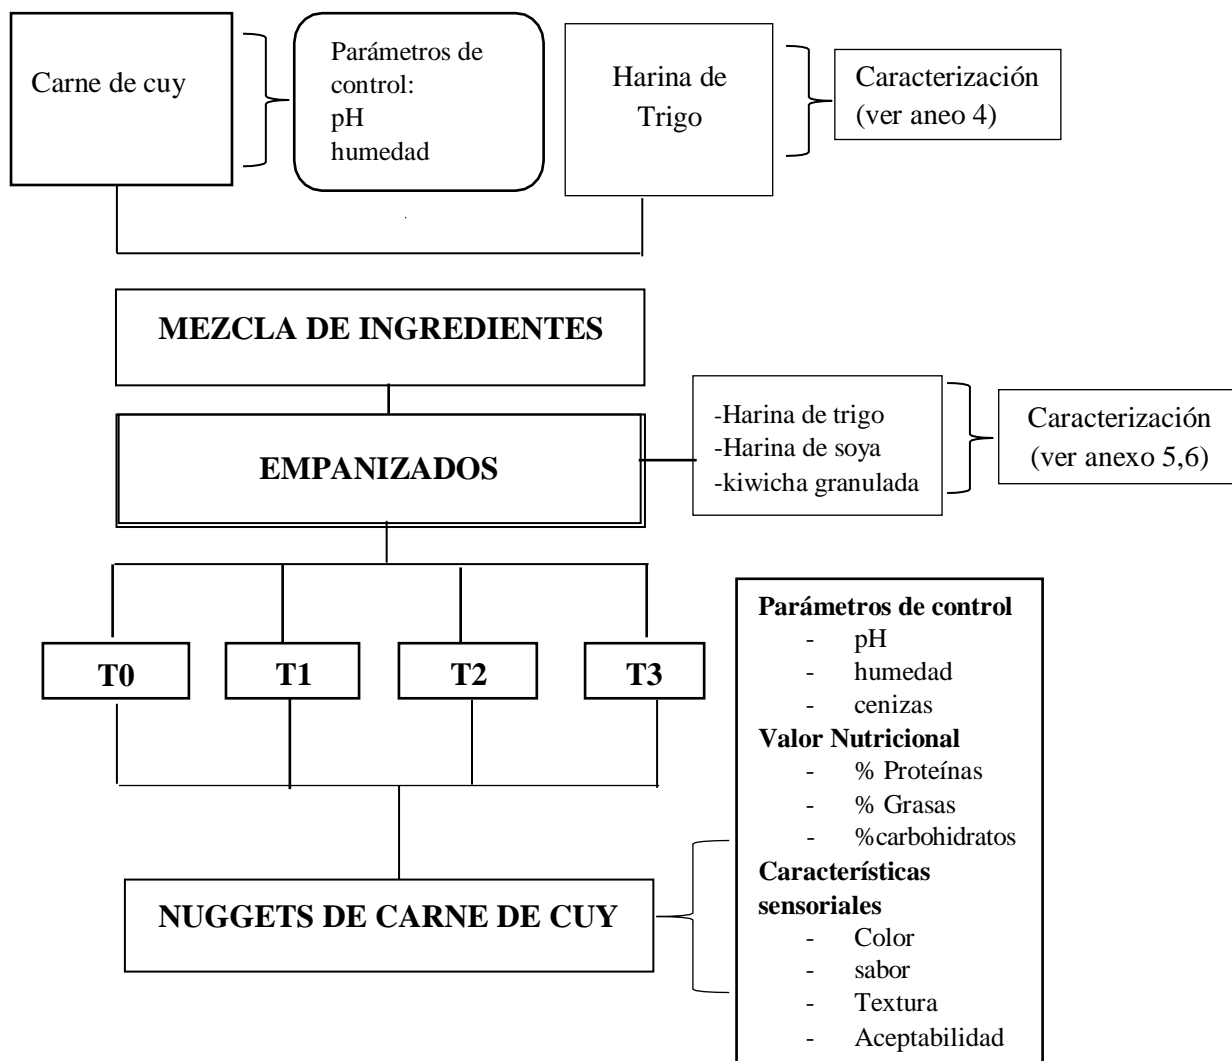 Carne de cuy
Parámetros de
control:
pH
humedad
Harina de
Trigo
Caracterización
(ver aneo 4)
MEZCLA DE INGREDIENTES
EMPANIZADOS
-Harina de trigo
-Harina de soya
-kiwicha granulada
Caracterización
(ver anexo 5,6)
T0
T1
T2
T3
Parámetros de control
- pH
- humedad
- cenizas
Valor Nutricional
- % Proteínas
- % Grasas
- %carbohidratos
Características
sensoriales
- Color
- sabor
- Textura
- Aceptabilidad
NUGGETS DE CARNE DE CUY